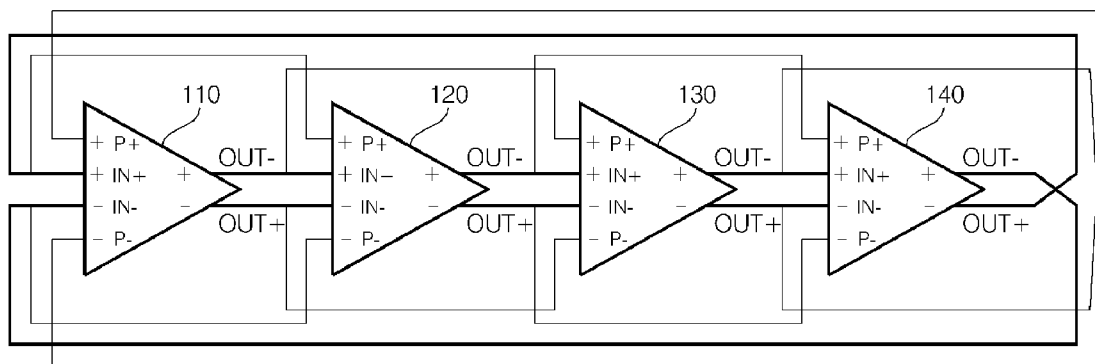 110
120
130
140
+ P+
+ IN+ +
- IN- -
- P-
OUT-
OUT+
+ P+
+ IN− +
- IN- -
- P-
OUT-
OUT+
+ P+
+ IN+ +
- IN- -
- P-
OUT-
OUT+
+ P+
+ IN+ +
- IN- -
- P-
OUT-
OUT+